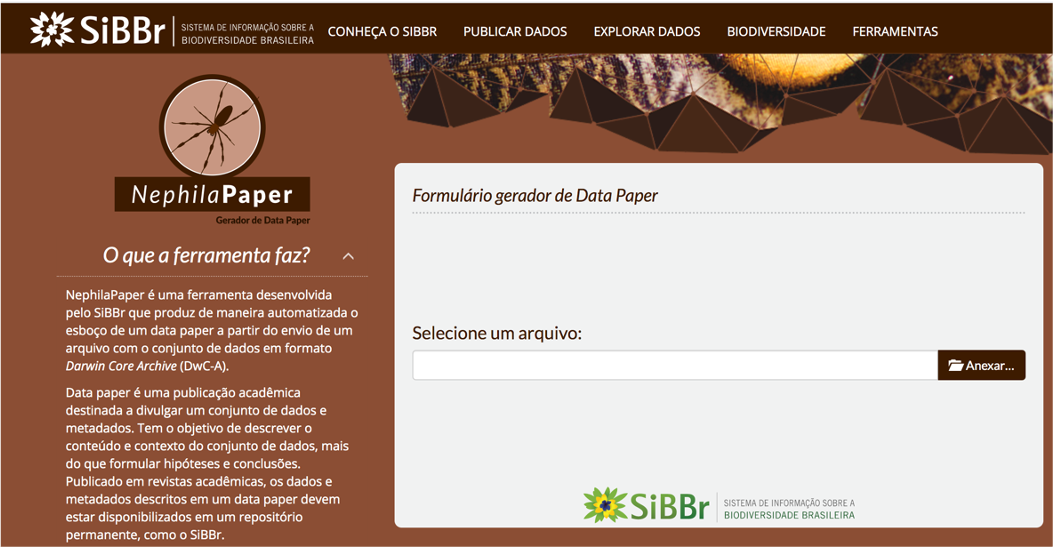 SiBBr
SISTEMA DE INFORMAÇÃO SOBRE A
BIODIVERSIDADE BRASILEIRA
CONHEÇA O SIBBR
PUBLICAR DADOS
EXPLORAR DADOS
BIODIVERSIDADE
FERRAMENTAS
NephilaPaper
Gerador de Data Paper
O que a ferramenta faz?
NephilaPaper é uma ferramenta desenvolvida
pelo SiBBr que produz de maneira automatizada o
esboço de um data paper a partir do envio de um
arquivo com o conjunto de dados em formato
Darwin Core Archive (DwC-A).
Data paper é uma publicação acadêmica
destinada a divulgar um conjunto de dados e
metadados. Tem o objetivo de descrever o
conteúdo e contexto do conjunto de dados, mais
do que formular hipóteses e conclusões.
Publicado em revistas acadêmicas, os dados e
metadados descritos em um data paper devem
estar disponibilizados em um repositório
permanente, como o SiBBr.
Formulário gerador de Data Paper
Selecione um arquivo:
Anexar...
SiBBr
SISTEMA DE INFORMAÇÃO SOBRE A
BIODIVERSIDADE BRASILEIRA